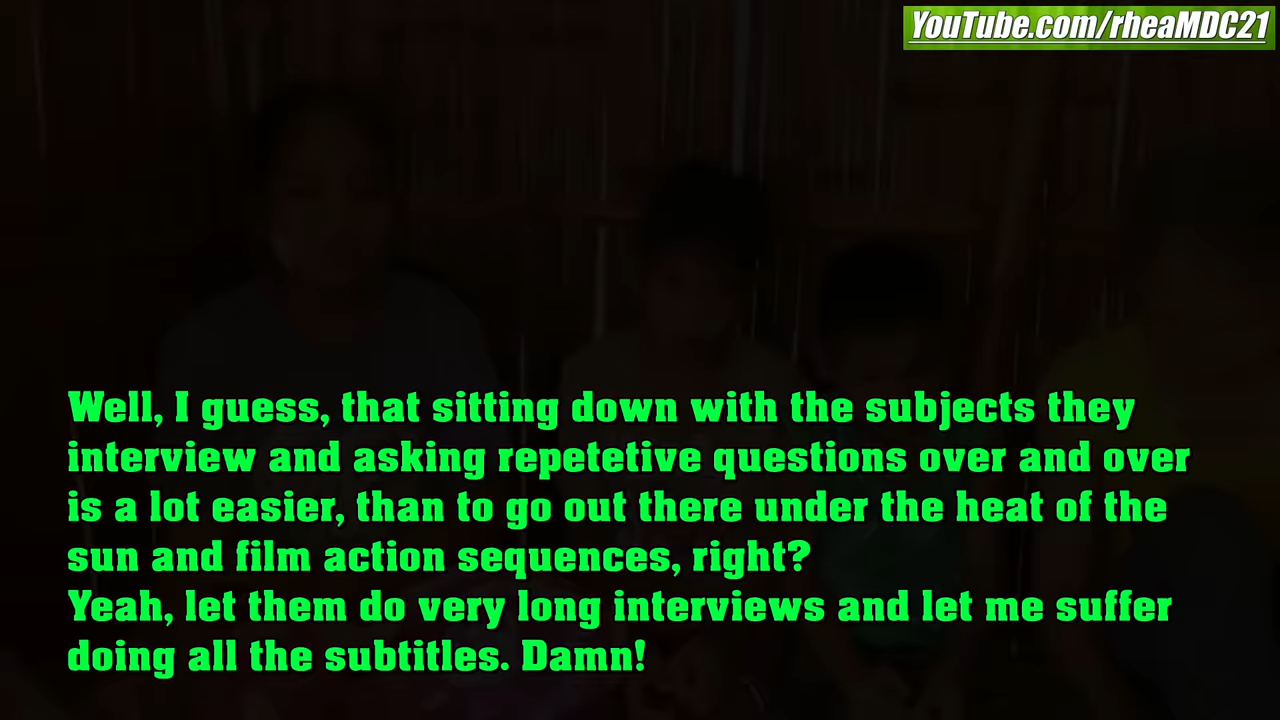 YouTube.com/rheaMDC21
Well, I guess, that sitting down with the subjects they
interview and asking repetetive questions over and over
is a lot easier, than to go out there under the heat of the
sun and film action sequences, right?
Yeah, let them do very long interviews and let me suffer
doing all the subtitles. Damn!